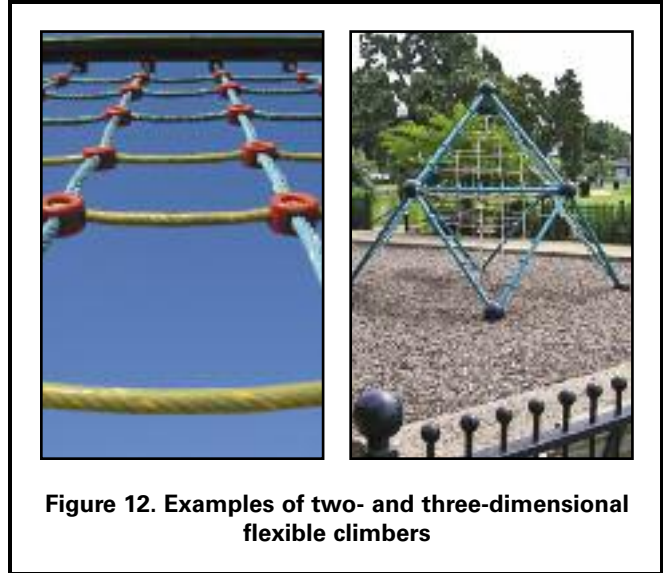 Figure 12. Examples of two- and three-dimensional
flexible climbers